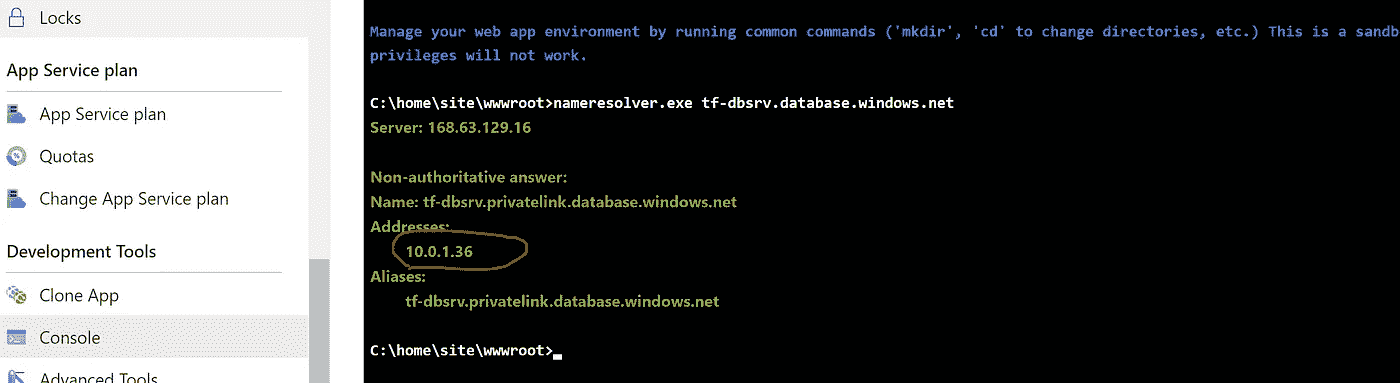 Locks
App Service plan
App Service plan
Quotas
Change App Service plan
Development Tools
Clone App
Console
Advanced Tools
Manage your web app environment by running common commands ('mkdir', 'cd' to change directories, etc.) This is a sandb
privileges will not work.
C:\home\site\wwwroot>nameresolver.exe tf-dbsrv.database.windows.net
Server: 168.63.129.16
Non-authoritative answer:
Name: tf-dbsrv.privatelink.database.windows.net
Addresses:
10.0.1.36
Aliases:
tf-dbsrv.privatelink.database.windows.net
C:\home\site\wwwroot>_